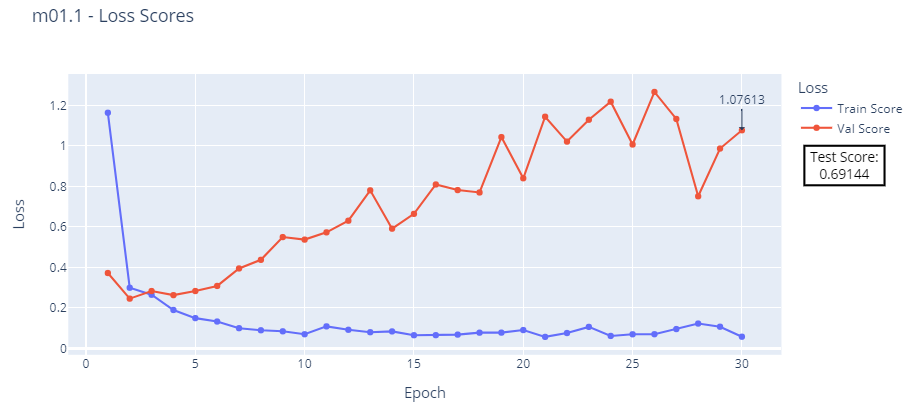 m01.1 - Loss Scores
Loss
Train Score
Val Score
Test Score:
0.69144
1.07613
1.2
1
0.8
0.6
0.4
0.2
0
Loss
0
5
10
15
20
25
30
Epoch